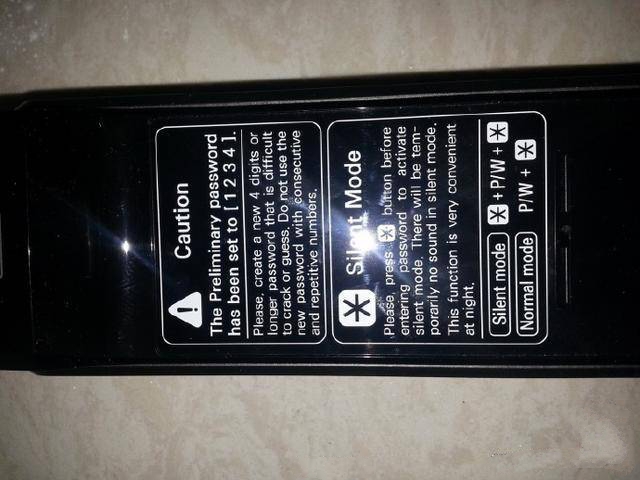 Caution
The Preliminary password
has been set to [1 2 3 4].
Please, create a new 4 digits or
longer password that is difficult
to crack or guess. Do not use the
new password with consecutive
and repetitive numbers.
Silent Mode
Please, press * button before
entering password to activate
silent mode. There will be tem-
porarily no sound in silent mode.
This function is very convenient
at night.
Silent mode * + P/W + *
Normal mode P/W + *